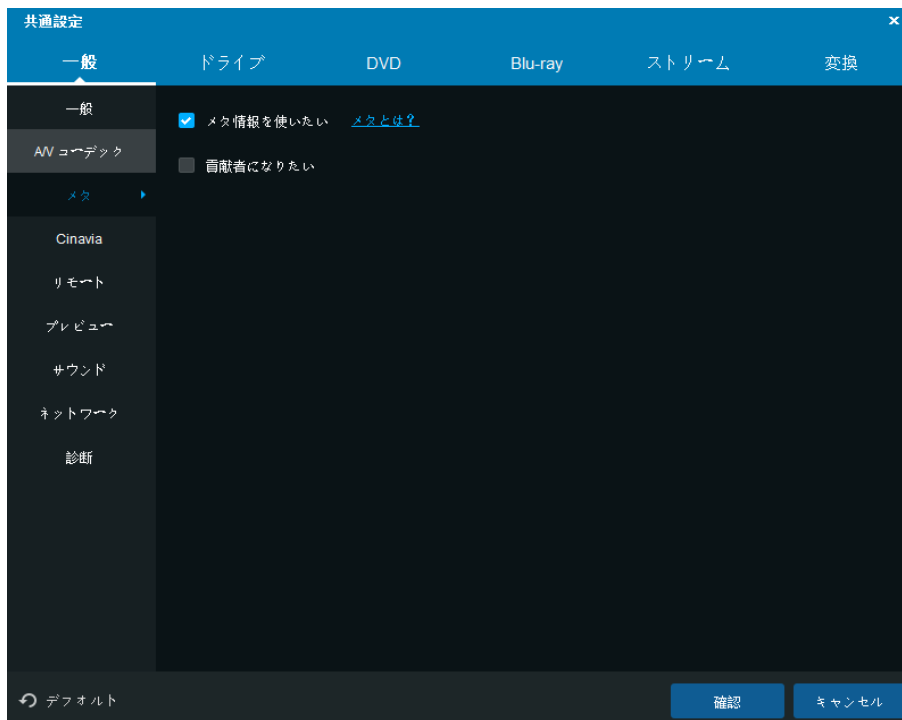 共通設定
一般 ドライブ DVD Blu-ray ストリーム 変換
一般
A/V コーデック
メタ
Cinavia
リモート
プレビュー
サウンド
ネットワーク
診断
メタ情報を使いたい メタとは?
貢献者になりたい
デフォルト
確認 キャンセル